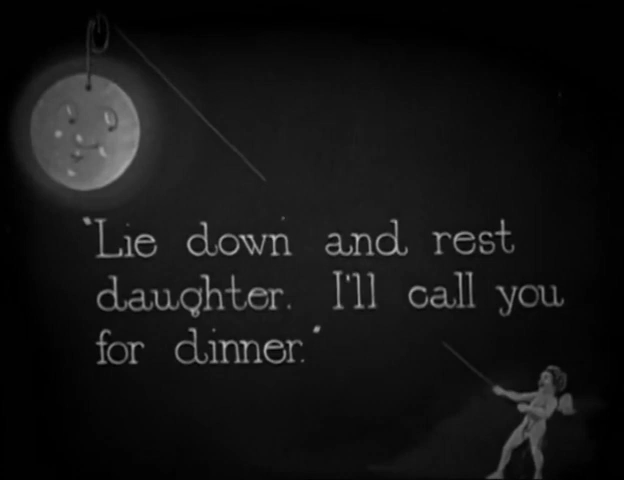 "Lie down and rest
daughter. I'll call you
for dinner."